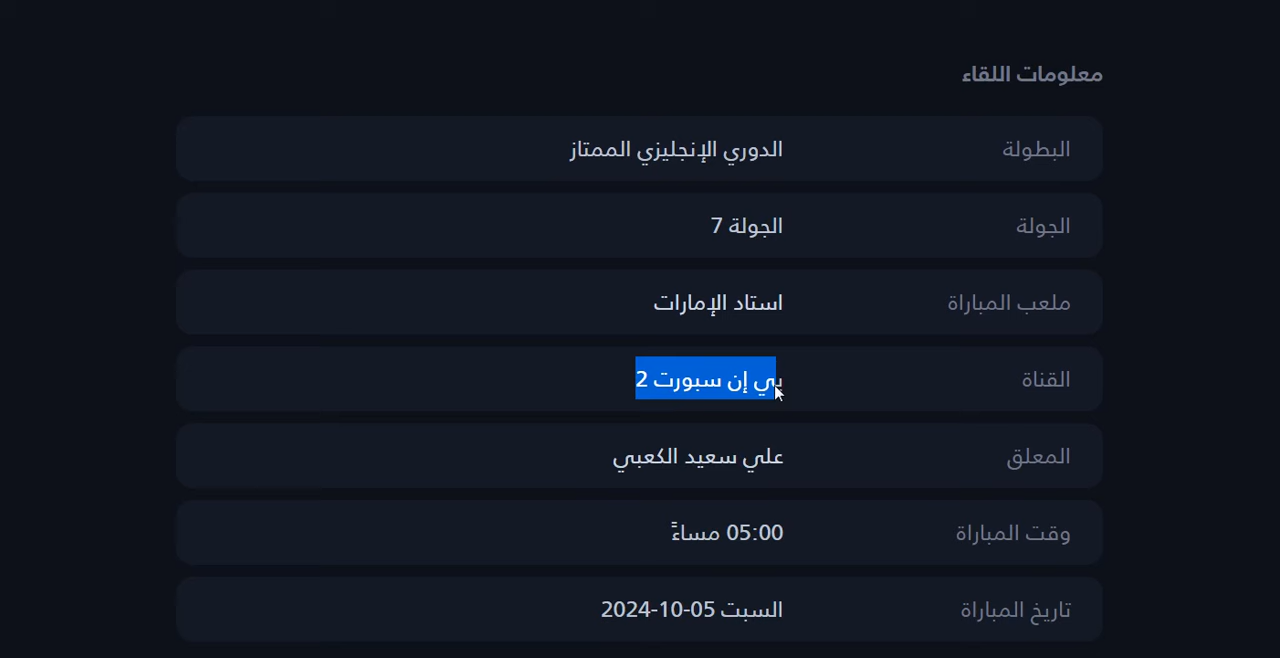 معلومات اللقاء
البطولة الدوري الإنجليزي الممتاز
الجولة الجولة 7
ملعب المباراة استاد الإمارات
القناة بي إن سبورت 2
المعلق علي سعيد الكعبي
وقت المباراة 05:00 مساءً
تاريخ المباراة السبت 05-10-2024